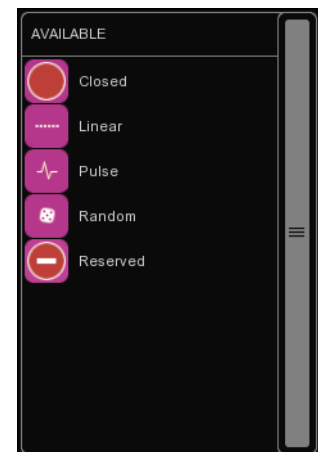 AVAILABLE
Closed
Linear
Pulse
Random
Reserved